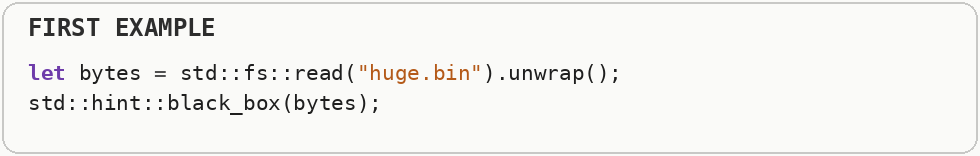 FIRST EXAMPLE
let bytes = std::fs::read("huge.bin").unwrap();
std::hint::black_box(bytes);